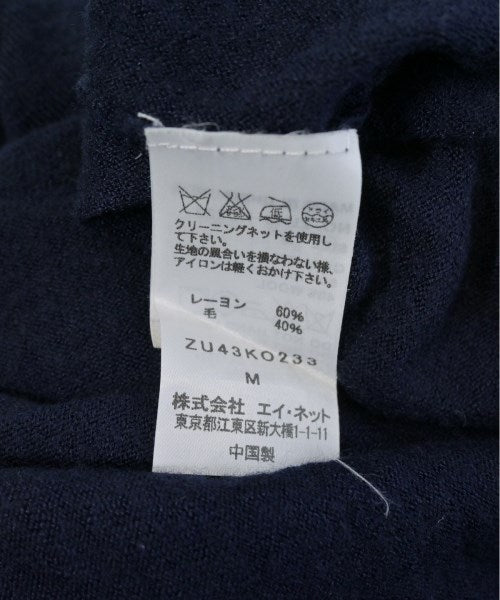 クリーニングネットを使用し
て下さい。
生地の風合いを損なわない様、
アイロンは軽くおかけ下さい。
レーヨン 60%
毛 40%
ZU43KO233
M
株式会社 エイ・ネット
東京都江東区新大橋1-1-11
中国製